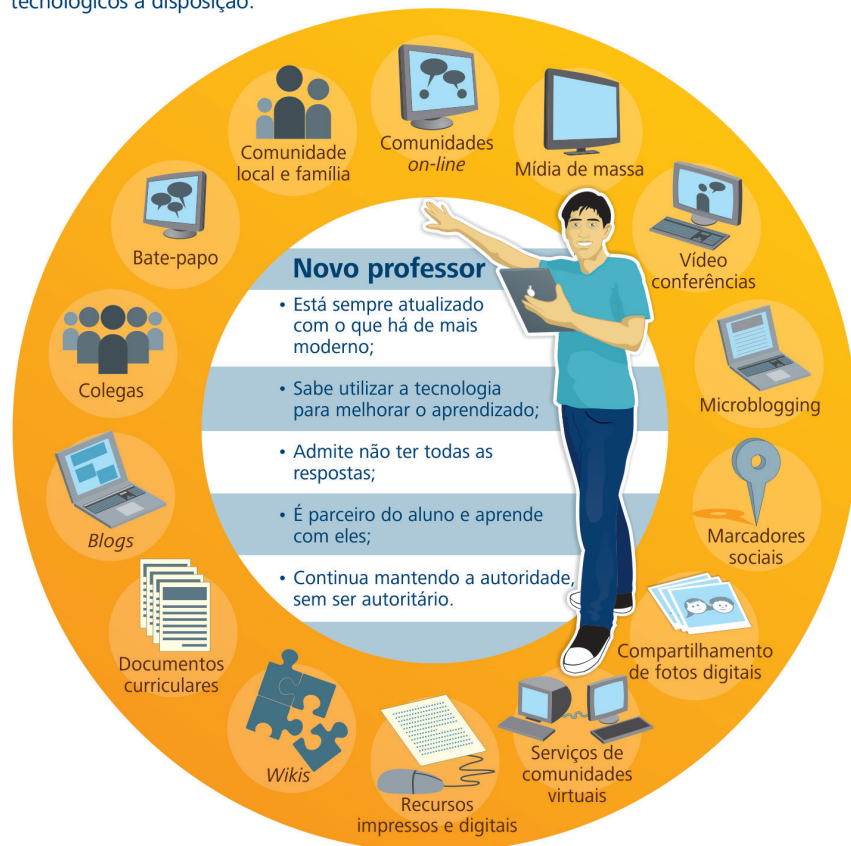 tecnológicos à disposição.
Comunidade
local e família
Comunidades
on-line
Mídia de massa
Vídeo
conferências
Microblogging
Marcadores
sociais
Compartilhamento
de fotos digitais
Serviços de
comunidades
virtuais
Recursos
impressos e digitais
Wikis
Documentos
curriculares
Blogs
Colegas
Bate-papo
Novo professor
• Está sempre atualizado
com o que há de mais
moderno;
• Sabe utilizar a tecnologia
para melhorar o aprendizado;
• Admite não ter todas as
respostas;
• É parceiro do aluno e aprende
com eles;
• Continua mantendo a autoridade,
sem ser autoritário.